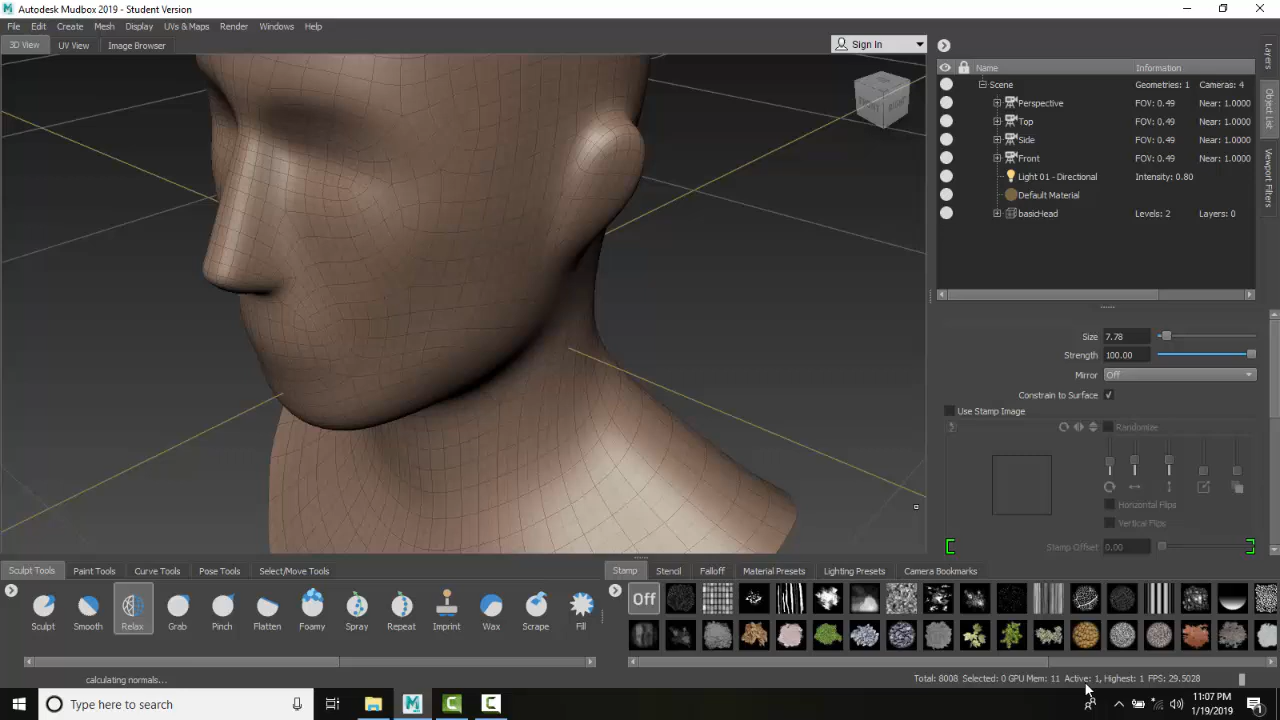 Autodesk Mudbox 2019 - Student Version
File Edit Create Mesh Display UVs & Maps Render Windows Help
3D View UV View Image Browser
Sign In
Layers
Object List
Viewport Filters
Name Information
Scene Geometries: 1 Cameras: 4
Perspective FOV: 0.49 Near: 1.0000
Top FOV: 0.49 Near: 1.0000
Side FOV: 0.49 Near: 1.0000
Front FOV: 0.49 Near: 1.0000
Light 01 - Directional Intensity: 0.80
Default Material
basicHead Levels: 2 Layers: 0
FRONT RIGHT
Size 7.78
Strength 100.00
Mirror Off
Constrain to Surface
Use Stamp Image
Randomize
Horizontal Flips
Vertical Flips
Stamp Offset 0.00
Sculpt Tools Paint Tools Curve Tools Pose Tools Select/Move Tools
Stamp Stencil Falloff Material Presets Lighting Presets Camera Bookmarks
Off
Sculpt Smooth Relax Grab Pinch Flatten Foamy Spray Repeat Imprint Wax Scrape Fill
calculating normals...
Total: 8008 Selected: 0 GPU Mem: 11 Active: 1, Highest: 1 FPS: 29.5028
Type here to search
11:07 PM
1/19/2019
1